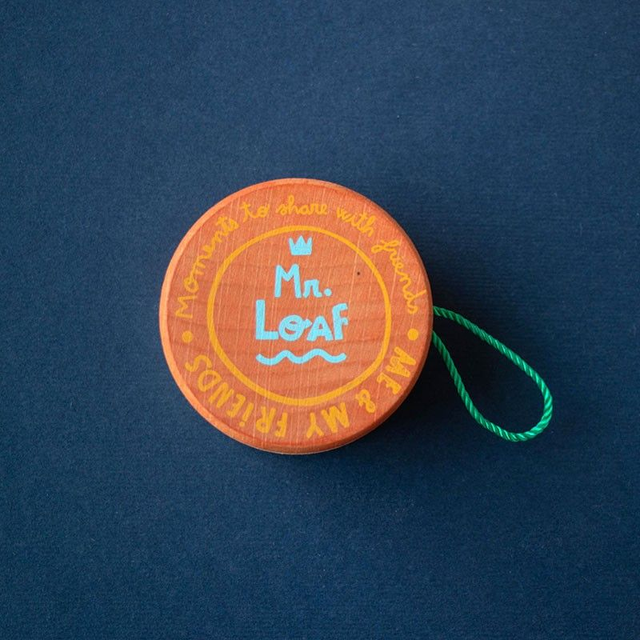 Moments to share with friends
Mr.
LOAF
• ME & MY FRIENDS •